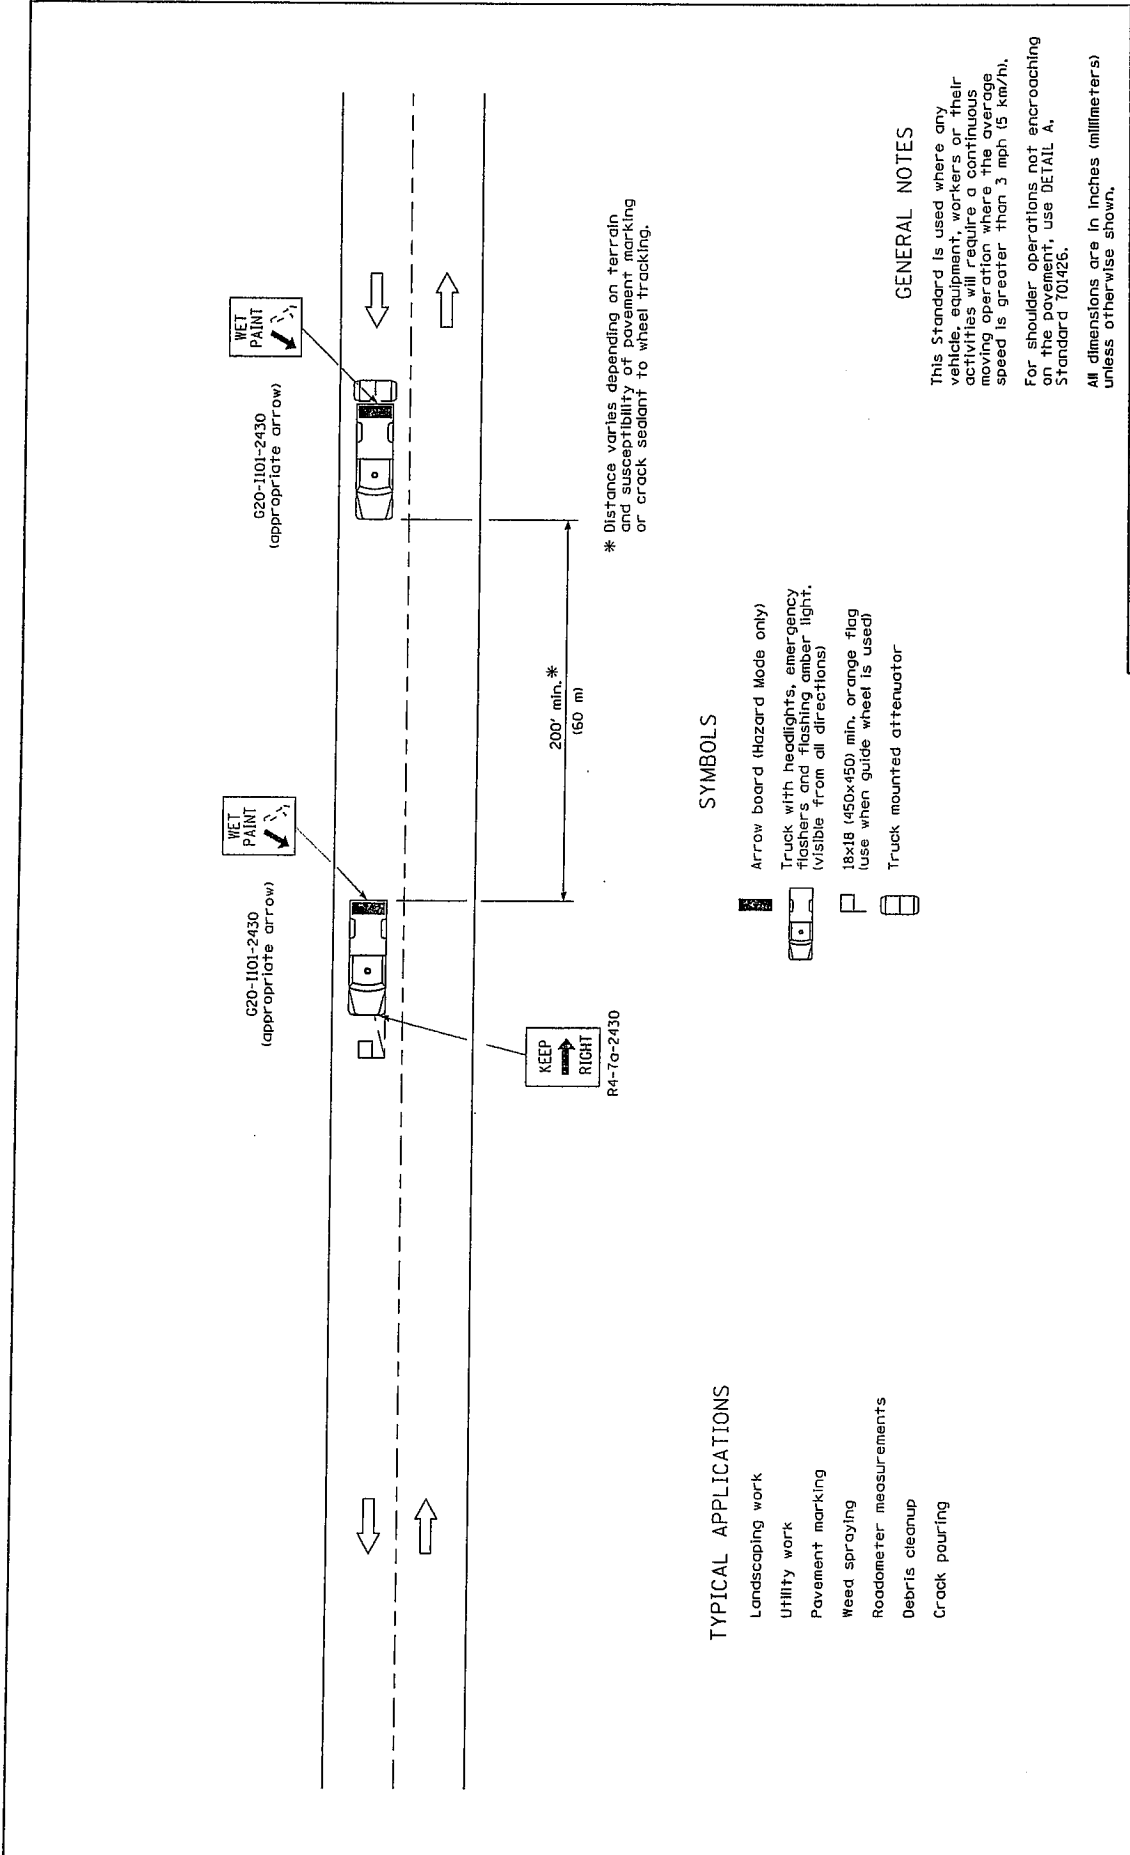 WET
PAINT
G20-I101-2430
(appropriate arrow)
WET
PAINT
G20-I101-2430
(appropriate arrow)
KEEP
RIGHT
R4-7a-2430
200' min.*
(60 m)
* Distance varies depending on terrain
and susceptibility of pavement marking
or crack sealant to wheel tracking.
TYPICAL APPLICATIONS
Landscaping work
Utility work
Pavement marking
Weed spraying
Roadometer measurements
Debris cleanup
Crack pouring
SYMBOLS
Arrow board (Hazard Mode only)
Truck with headlights, emergency
flashers and flashing amber light.
(visible from all directions)
18x18 (450x450) min. orange flag
(use when guide wheel is used)
Truck mounted attenuator
GENERAL NOTES
This Standard is used where any
vehicle, equipment, workers or their
activities will require a continuous
moving operation where the average
speed is greater than 3 mph (5 km/h).
For shoulder operations not encroaching
on the pavement, use DETAIL A,
Standard 701426.
All dimensions are in inches (millimeters)
unless otherwise shown.